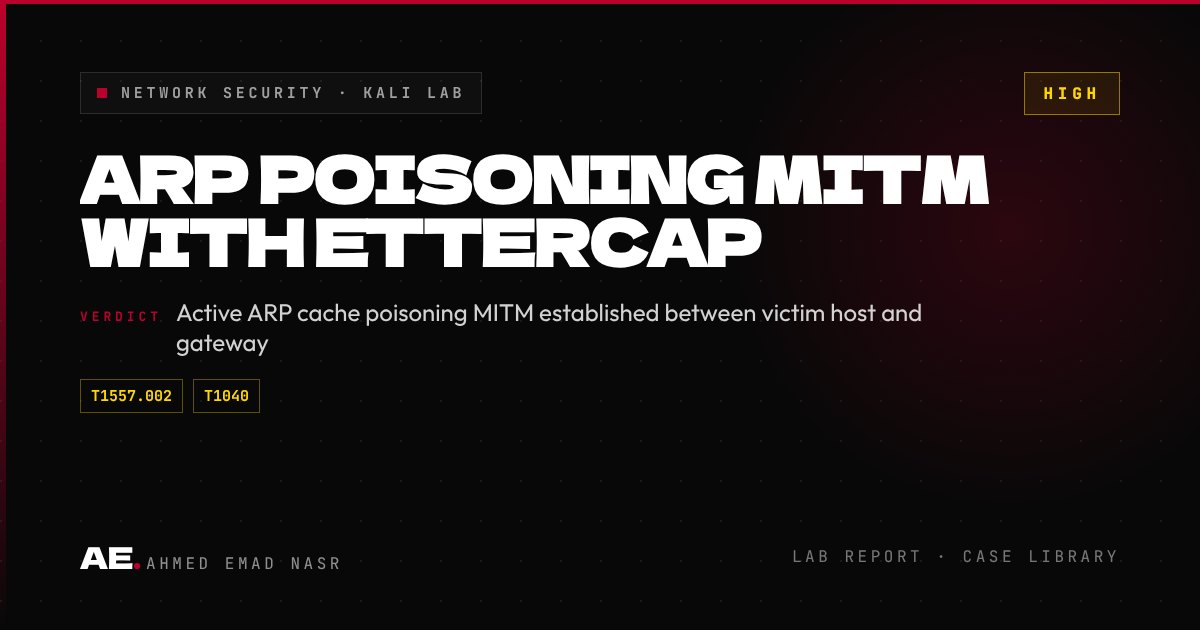 NETWORK SECURITY · KALI LAB
HIGH
ARP POISONING MITM
WITH ETTERCAP
VERDICT Active ARP cache poisoning MITM established between victim host and
gateway
T1557.002 T1040
AE. AHMED EMAD NASR
LAB REPORT · CASE LIBRARY